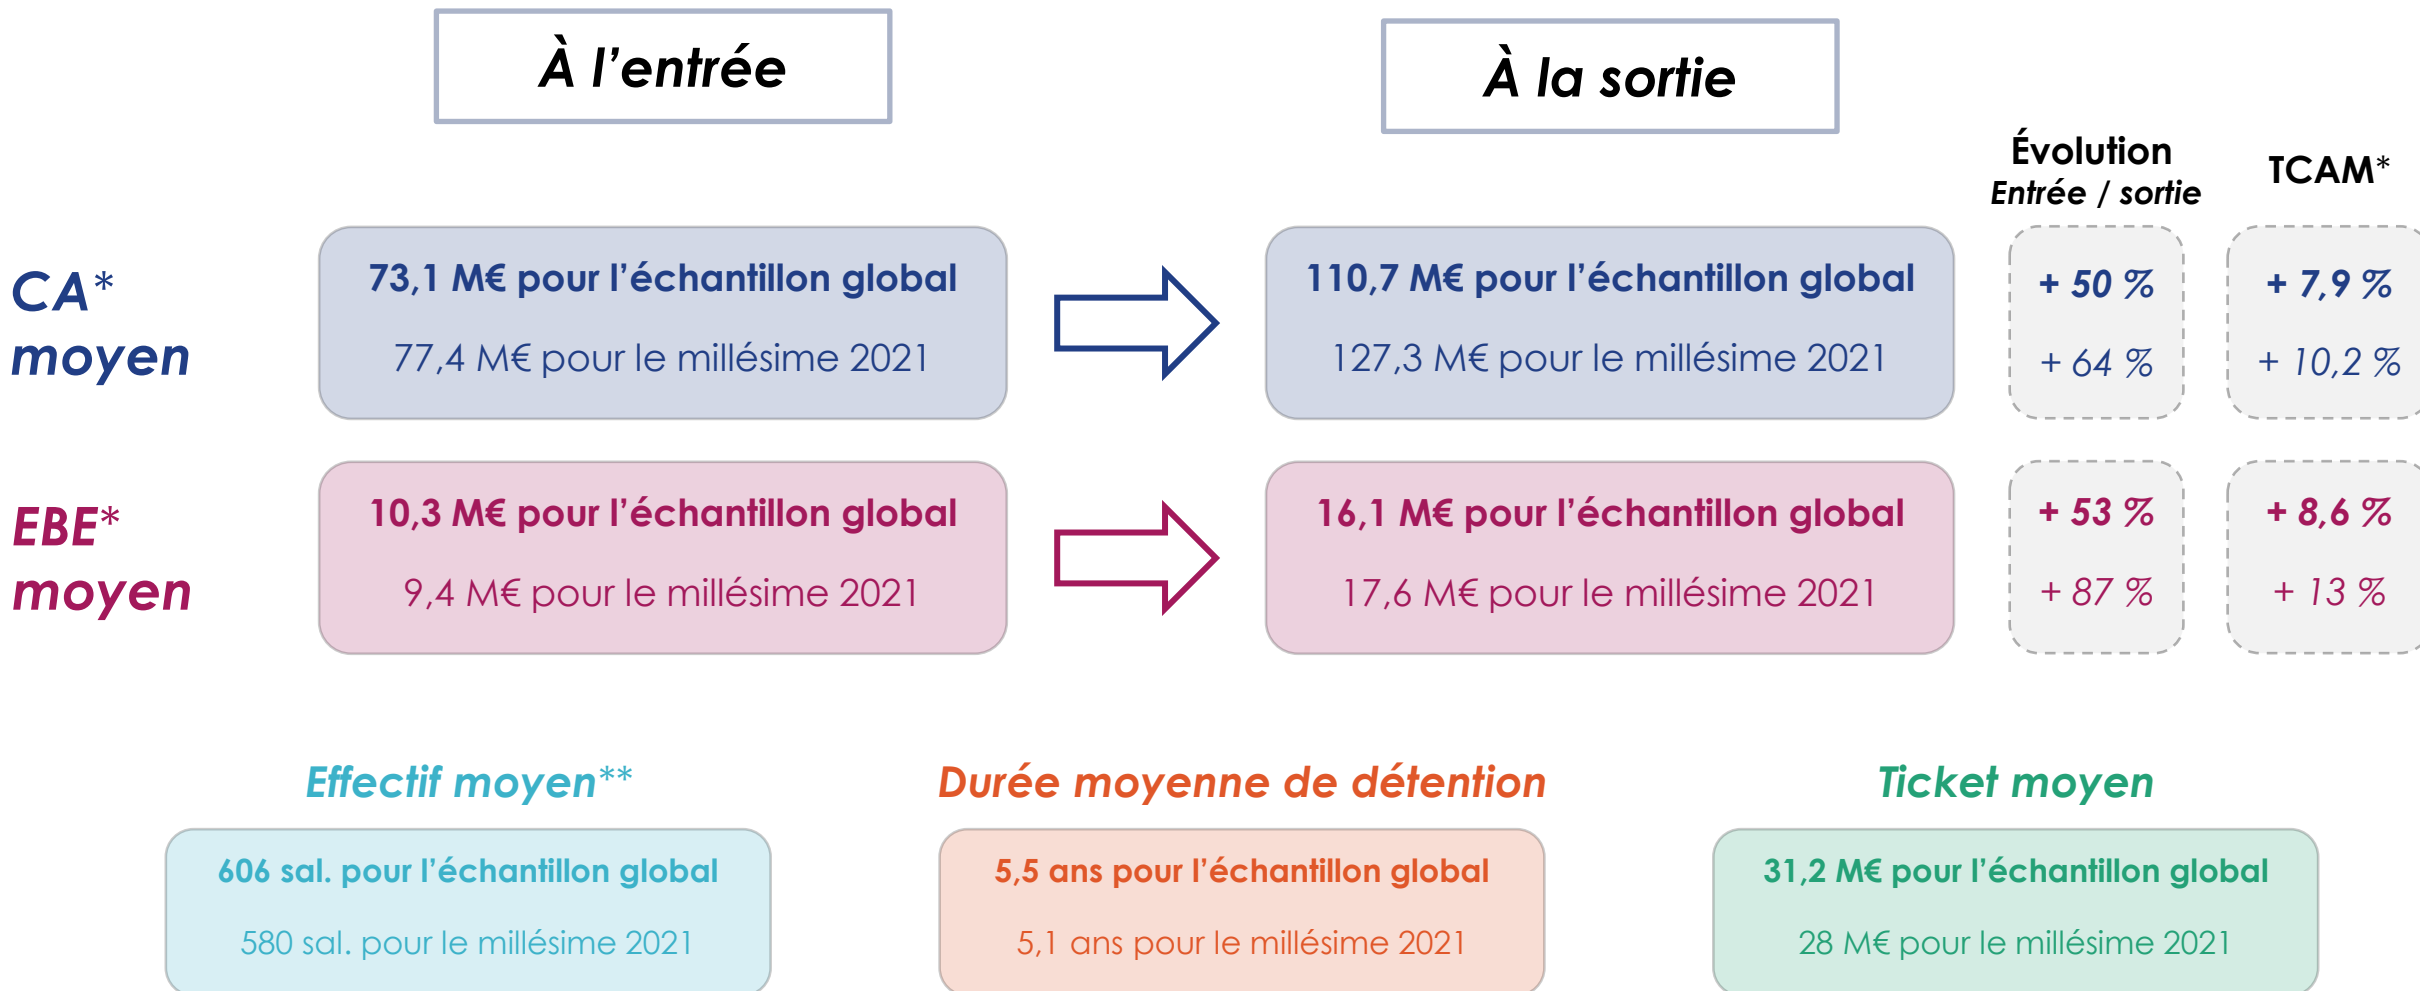 À l’entrée
À la sortie
Évolution
Entrée / sortie
TCAM*
CA*
moyen
73,1 M€ pour l’échantillon global
77,4 M€ pour le millésime 2021
110,7 M€ pour l’échantillon global
127,3 M€ pour le millésime 2021
+ 50 %
+ 64 %
+ 7,9 %
+ 10,2 %
EBE*
moyen
10,3 M€ pour l’échantillon global
9,4 M€ pour le millésime 2021
16,1 M€ pour l’échantillon global
17,6 M€ pour le millésime 2021
+ 53 %
+ 87 %
+ 8,6 %
+ 13 %
Effectif moyen**
606 sal. pour l’échantillon global
580 sal. pour le millésime 2021
Durée moyenne de détention
5,5 ans pour l’échantillon global
5,1 ans pour le millésime 2021
Ticket moyen
31,2 M€ pour l’échantillon global
28 M€ pour le millésime 2021